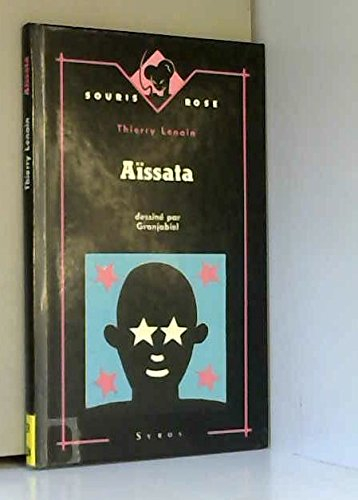 SOURIS ROSE
Thierry Lenain
Aïssata
dessiné par
Granjabiel
SYROS
Thierry Lenain Aïssata